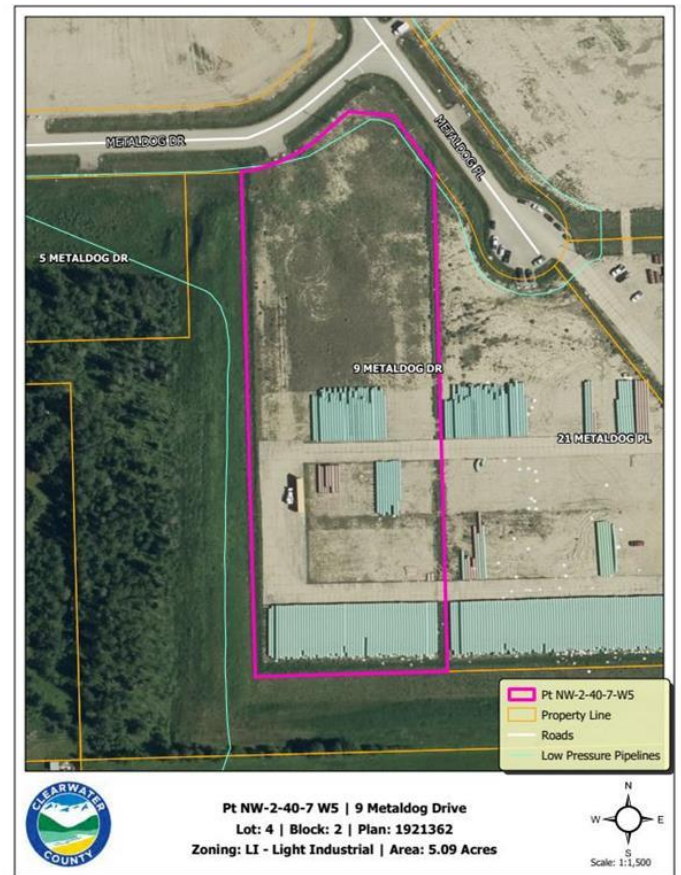 METALDOG DR
METALDOG PL
5 METALDOG DR
9 METALDOG DR
21 METALDOG PL
Pt NW-2-40-7-W5
Property Line
Roads
Low Pressure Pipelines
CLEARWATER
COUNTY
Pt NW-2-40-7 W5 | 9 Metaldog Drive
Lot: 4 | Block: 2 | Plan: 1921362
Zoning: LI - Light Industrial | Area: 5.09 Acres
N
W E
S
Scale: 1:1,500